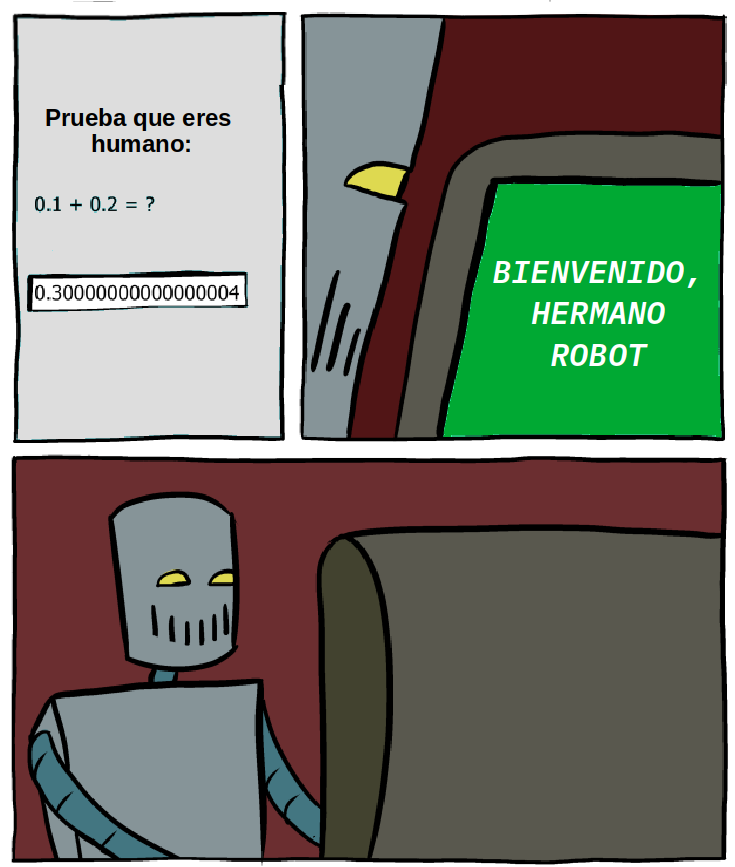 Prueba que eres
humano:
0.1 + 0.2 = ?
0.30000000000000004
BIENVENIDO,
HERMANO
ROBOT